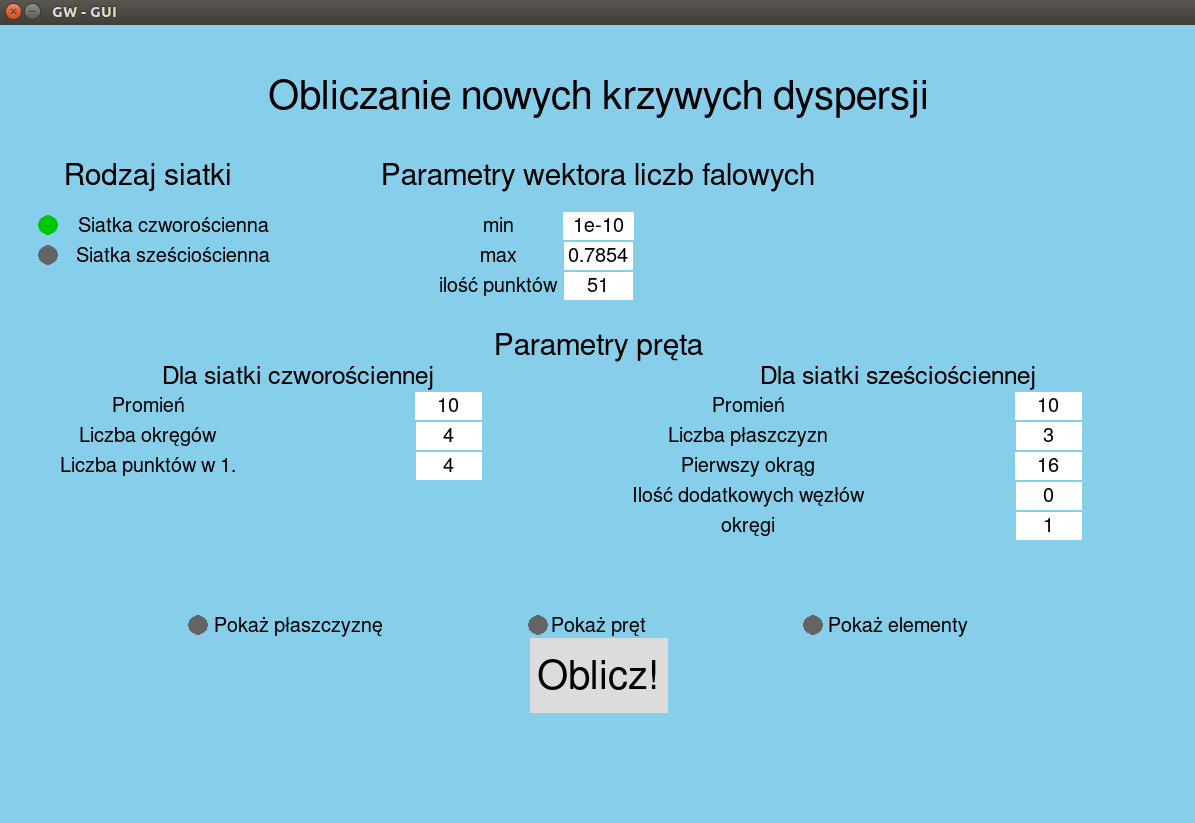 GW - GUI
Obliczanie nowych krzywych dyspersji
Rodzaj siatki
Siatka czworościenna
Siatka sześciościenna
Parametry wektora liczb falowych
min 1e-10
max 0.7854
ilość punktów 51
Parametry pręta
Dla siatki czworościennej
Promień 10
Liczba okręgów 4
Liczba punktów w 1. 4
Dla siatki sześciościennej
Promień 10
Liczba płaszczyzn 3
Pierwszy okrąg 16
Ilość dodatkowych węzłów 0
okręgi 1
Pokaż płaszczyznę Pokaż pręt Pokaż elementy
Oblicz!